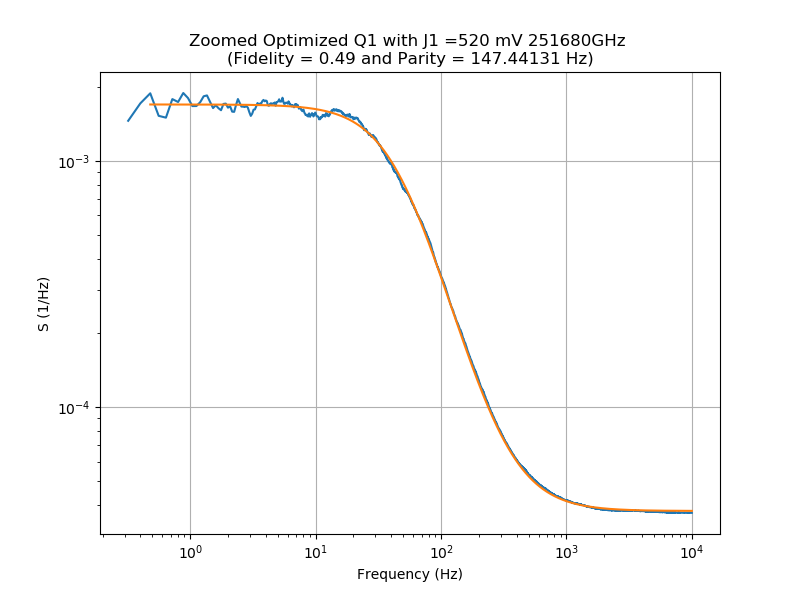 Zoomed Optimized Q1 with J1 =520 mV 251680GHz
(Fidelity = 0.49 and Parity = 147.44131 Hz)
S (1/Hz)
10⁻³
10⁻⁴
10⁰ 10¹ 10² 10³ 10⁴
Frequency (Hz)